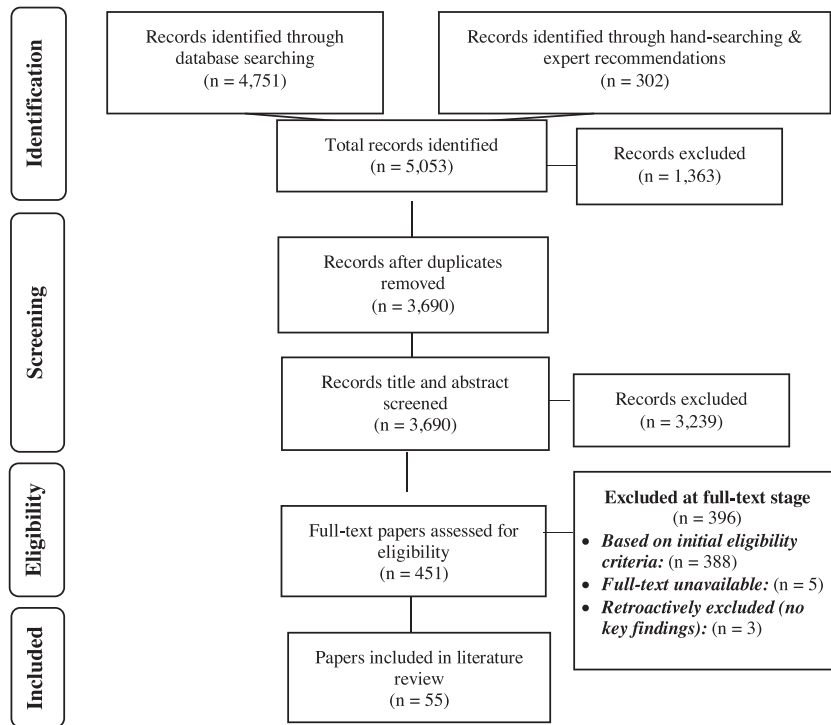 Identification
Records identified through
database searching
(n = 4,751)
Records identified through hand-searching &
expert recommendations
(n = 302)
Total records identified
(n = 5,053)
Records excluded
(n = 1,363)
Screening
Records after duplicates
removed
(n = 3,690)
Records title and abstract
screened
(n = 3,690)
Records excluded
(n = 3,239)
Eligibility
Full-text papers assessed for
eligibility
(n = 451)
Excluded at full-text stage
(n = 396)
• Based on initial eligibility
criteria: (n = 388)
• Full-text unavailable: (n = 5)
• Retroactively excluded (no
key findings): (n = 3)
Included
Papers included in literature
review
(n = 55)